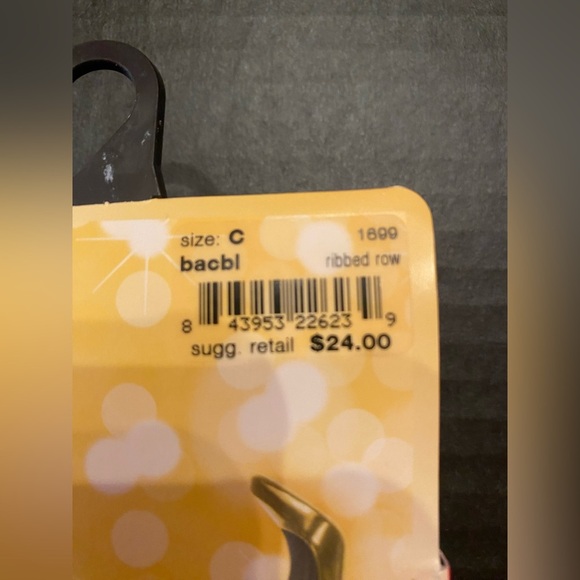 size: C 1699
bacbl ribbed row
8 43953 22623 9
sugg. retail $24.00